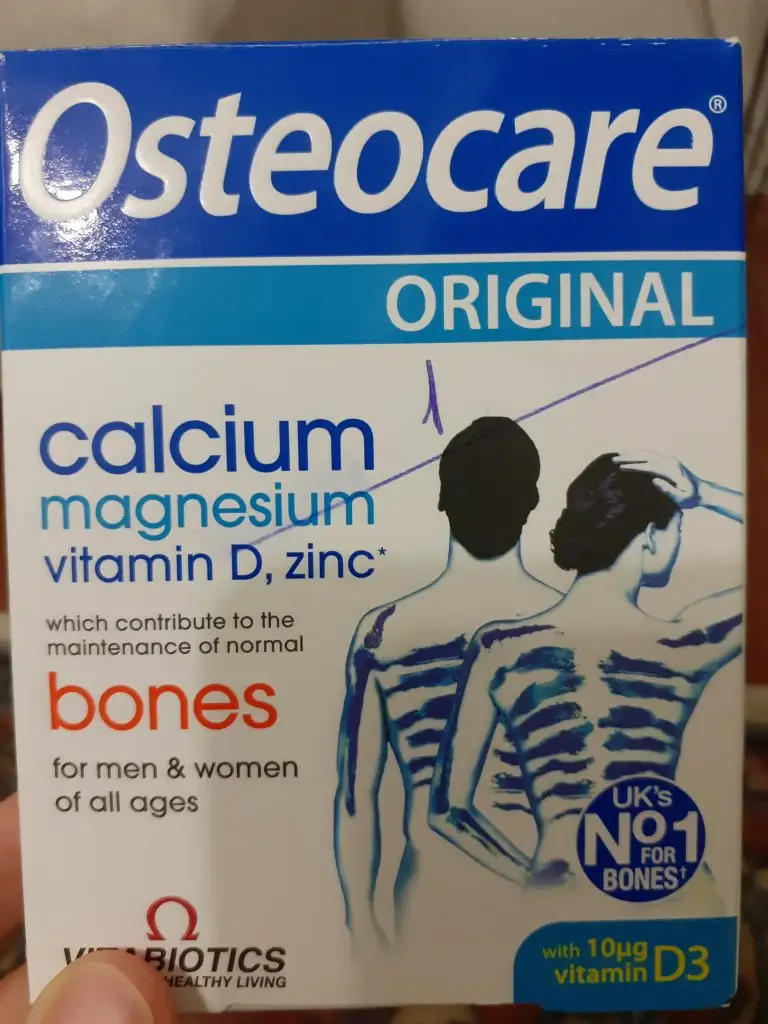 Osteocare®
ORIGINAL
calcium
magnesium
vitamin D, zinc*
which contribute to the
maintenance of normal
bones
for men & women
of all ages
UK's
No1
FOR
BONES†
VITABIOTICS
HEALTHY LIVING
with 10µg
vitamin D3